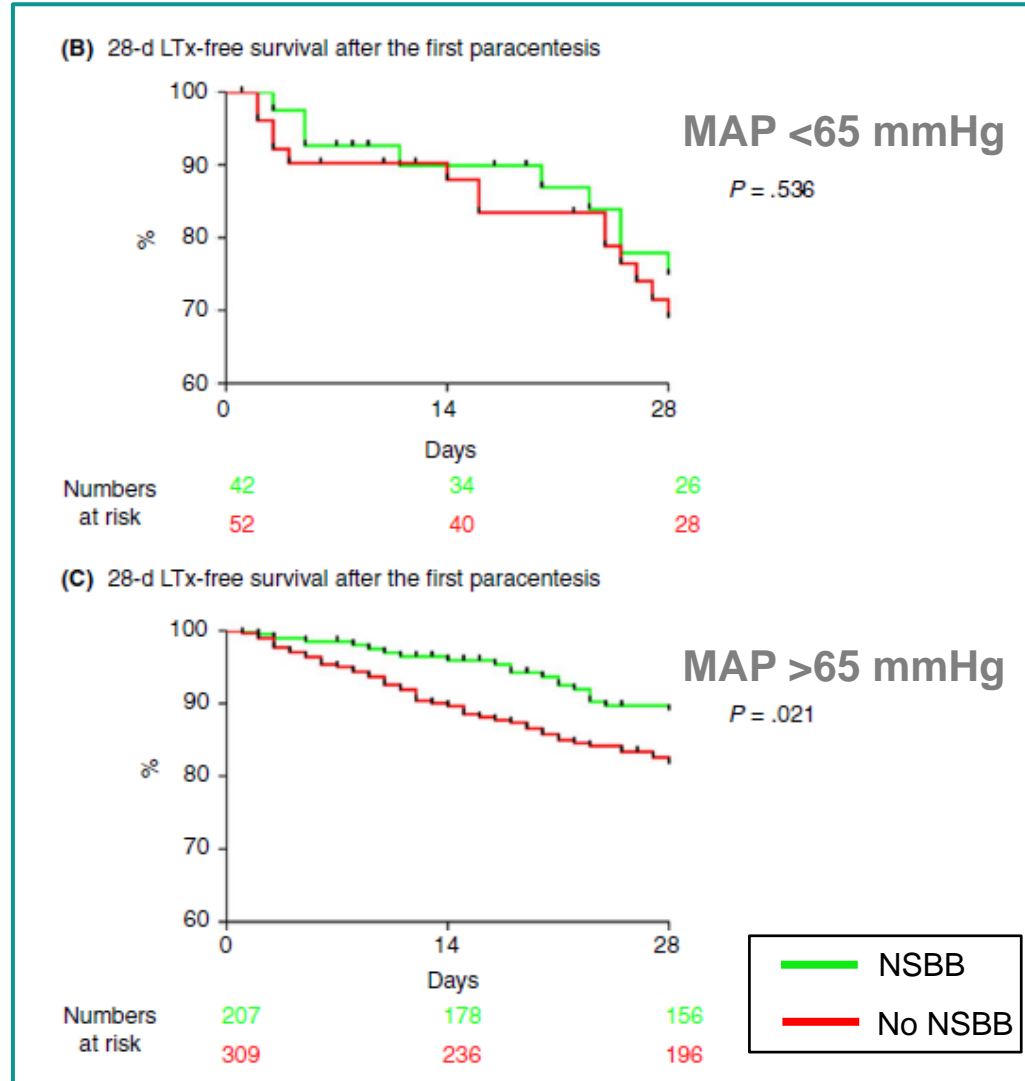 (B) 28-d LTx-free survival after the first paracentesis
MAP <65 mmHg
P = .536
100
90
80
70
60
%
0 14 28
Days
Numbers at risk
42 34 26
52 40 28
(C) 28-d LTx-free survival after the first paracentesis
MAP >65 mmHg
P = .021
100
90
80
70
60
%
0 14 28
Days
Numbers at risk
207 178 156
309 236 196
NSBB
No NSBB